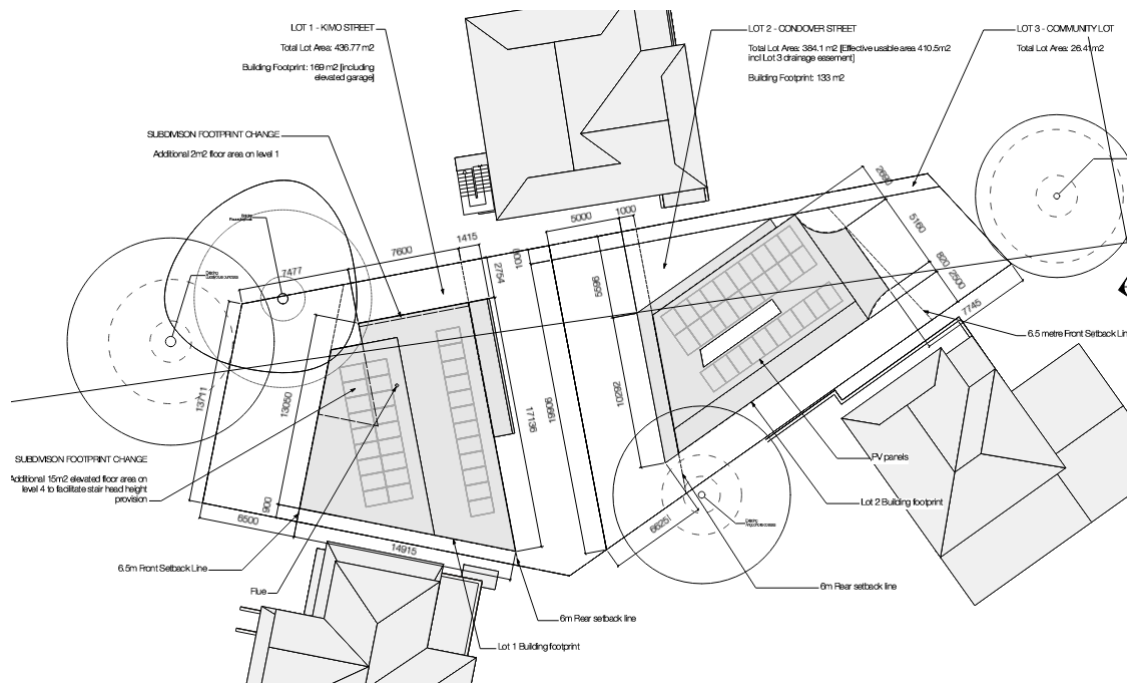 LOT 1 - KIMO STREET
Total Lot Area: 436.77 m2
Building Footprint: 169 m2 [including
elevated garage]
LOT 2 - CONDOVER STREET
Total Lot Area: 384.1 m2 [Effective usable area 410.5m2
incl Lot 3 drainage easement]
Building Footprint: 133 m2
LOT 3 - COMMUNITY LOT
Total Lot Area: 26.41m2
SUBDIVISON FOOTPRINT CHANGE
Additional 2m2 floor area on level 1
5000
1000
2680
5160
820
2500
7745
7600
1415
1000
2754
7477
13711
13050
900
6500
14915
17136
19906
10292
6625
6.5 metre Front Setback Lin
SUBDIVISON FOOTPRINT CHANGE
Additional 15m2 elevated floor area on
level 4 to facilitate stair head height
provision
PV panels
Lot 2 Building footprint
6.5m Front Setback Line
Flue
6m Rear setback line
6m Rear setback line
Lot 1 Building footprint